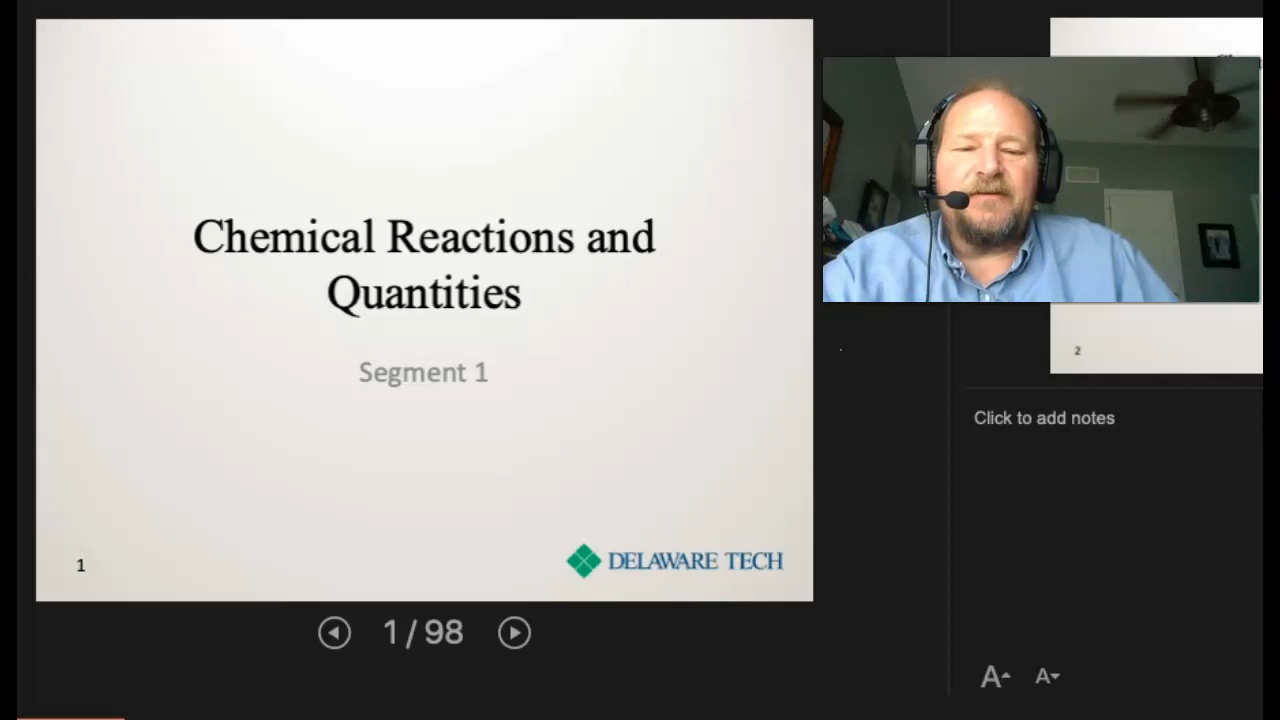 Chemical Reactions and
Quantities
Segment 1
1
DELAWARE TECH
1 / 98
2
Click to add notes
A
A